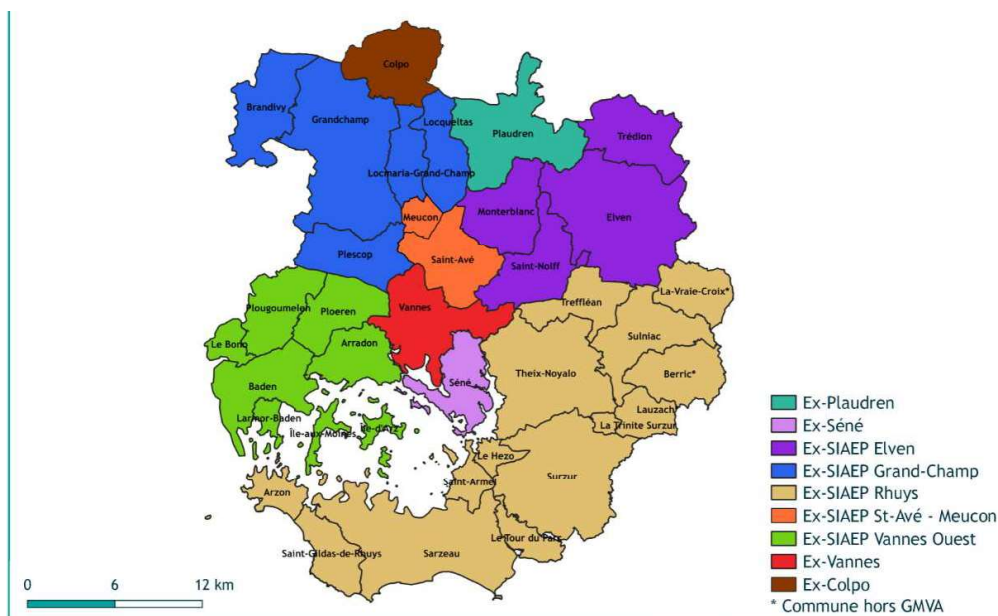 Colpo
Brandivy
Grandchamp
Locqueltas
Plaudren
Trédion
Locmaria-Grand-Champ
Meucon
Monterblanc
Elven
Plescop
Saint-Avé
Saint-Nolff
Treffléan
La-Vraie-Croix*
Plougoumelen
Ploeren
Vannes
Sulniac
Le Bono
Arradon
Baden
Séné
Theix-Noyalo
Berric*
Larmor-Baden
Île-aux-Moines
Île-d'Arz
Lauzach
La Trinite Surzur
Le Hezo
Saint-Armel
Surzur
Arzon
Le Tour du Parc
Saint-Gildas-de-Rhuys
Sarzeau
Ex-Plaudren
Ex-Séné
Ex-SIAEP Elven
Ex-SIAEP Grand-Champ
Ex-SIAEP Rhuys
Ex-SIAEP St-Avé - Meucon
Ex-SIAEP Vannes Ouest
Ex-Vannes
Ex-Colpo
* Commune hors GMVA
0 6 12 km